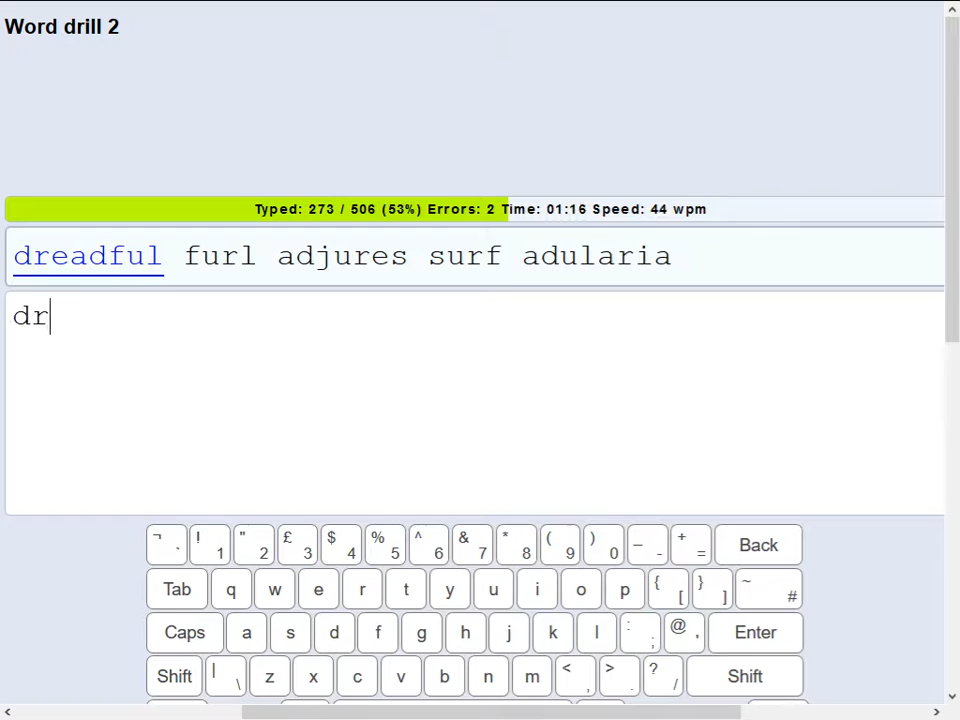 Word drill 2
Typed: 273 / 506 (53%) Errors: 2 Time: 01:16 Speed: 44 wpm
dreadful furl adjures surf adularia
dr
¬ ` ! 1 " 2 £ 3 $ 4 % 5 ^ 6 & 7 * 8 ( 9 ) 0 _ - + = Back
Tab q w e r t y u i o p { [ } ] ~ #
Caps a s d f g h j k l : ; @ ' Enter
Shift | \ z x c v b n m < , > . ? / Shift